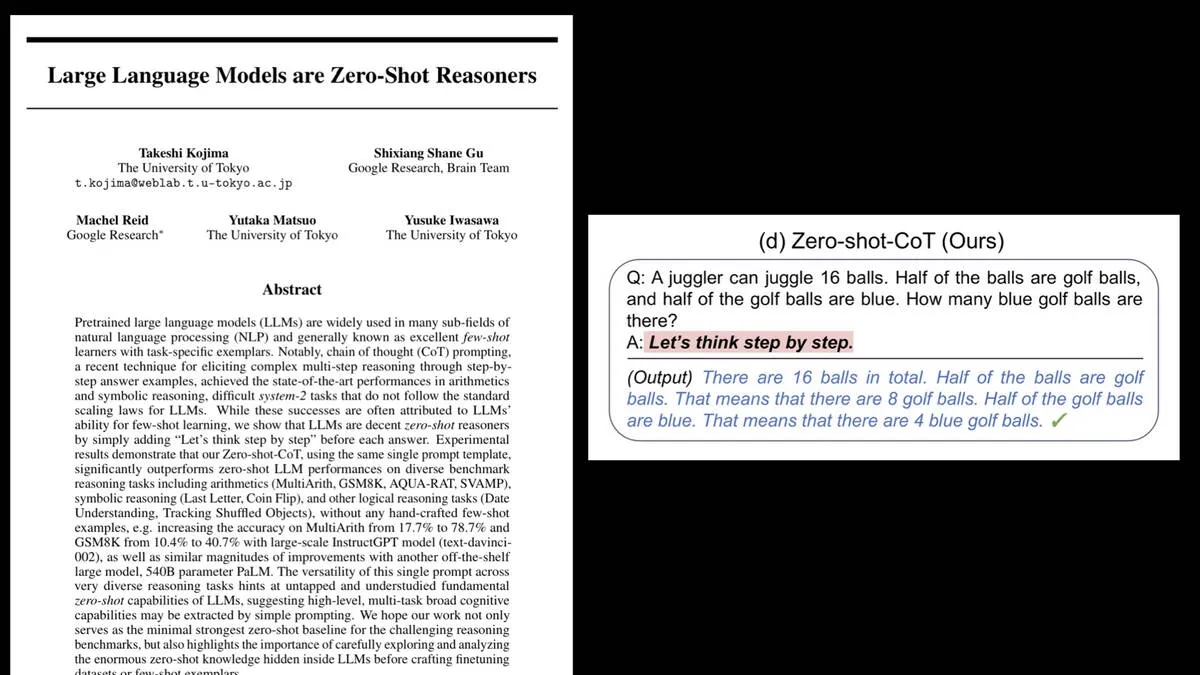 Large Language Models are Zero-Shot Reasoners
Takeshi Kojima
The University of Tokyo
t.kojima@weblab.t.u-tokyo.ac.jp
Shixiang Shane Gu
Google Research, Brain Team
Machel Reid
Google Research*
Yutaka Matsuo
The University of Tokyo
Yusuke Iwasawa
The University of Tokyo
Abstract
Pretrained large language models (LLMs) are widely used in many sub-fields of
natural language processing (NLP) and generally known as excellent few-shot
learners with task-specific exemplars. Notably, chain of thought (CoT) prompting,
a recent technique for eliciting complex multi-step reasoning through step-by-
step answer examples, achieved the state-of-the-art performances in arithmetics
and symbolic reasoning, difficult system-2 tasks that do not follow the standard
scaling laws for LLMs. While these successes are often attributed to LLMs'
ability for few-shot learning, we show that LLMs are decent zero-shot reasoners
by simply adding “Let's think step by step” before each answer. Experimental
results demonstrate that our Zero-shot-CoT, using the same single prompt template,
significantly outperforms zero-shot LLM performances on diverse benchmark
reasoning tasks including arithmetics (MultiArith, GSM8K, AQUA-RAT, SVAMP),
symbolic reasoning (Last Letter, Coin Flip), and other logical reasoning tasks (Date
Understanding, Tracking Shuffled Objects), without any hand-crafted few-shot
examples, e.g. increasing the accuracy on MultiArith from 17.7% to 78.7% and
GSM8K from 10.4% to 40.7% with large-scale InstructGPT model (text-davinci-
002), as well as similar magnitudes of improvements with another off-the-shelf
large model, 540B parameter PaLM. The versatility of this single prompt across
very diverse reasoning tasks hints at untapped and understudied fundamental
zero-shot capabilities of LLMs, suggesting high-level, multi-task broad cognitive
capabilities may be extracted by simple prompting. We hope our work not only
serves as the minimal strongest zero-shot baseline for the challenging reasoning
benchmarks, but also highlights the importance of carefully exploring and analyzing
the enormous zero-shot knowledge hidden inside LLMs before crafting finetuning
datasets or few-shot exemplars.
(d) Zero-shot-CoT (Ours)
Q: A juggler can juggle 16 balls. Half of the balls are golf balls,
and half of the golf balls are blue. How many blue golf balls are
there?
A: Let's think step by step.
(Output) There are 16 balls in total. Half of the balls are golf
balls. That means that there are 8 golf balls. Half of the golf balls
are blue. That means that there are 4 blue golf balls. ✓